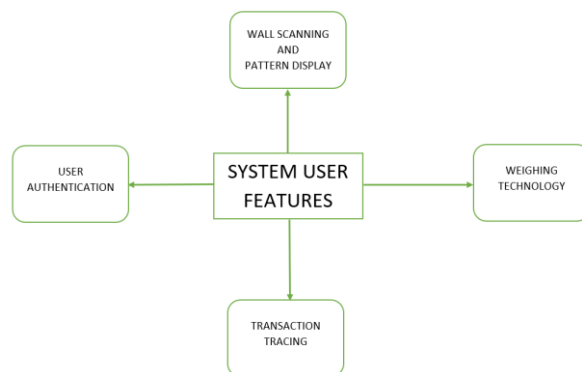 WALL SCANNING
AND
PATTERN DISPLAY
USER
AUTHENTICATION
SYSTEM USER
FEATURES
WEIGHING
TECHNOLOGY
TRANSACTION
TRACING